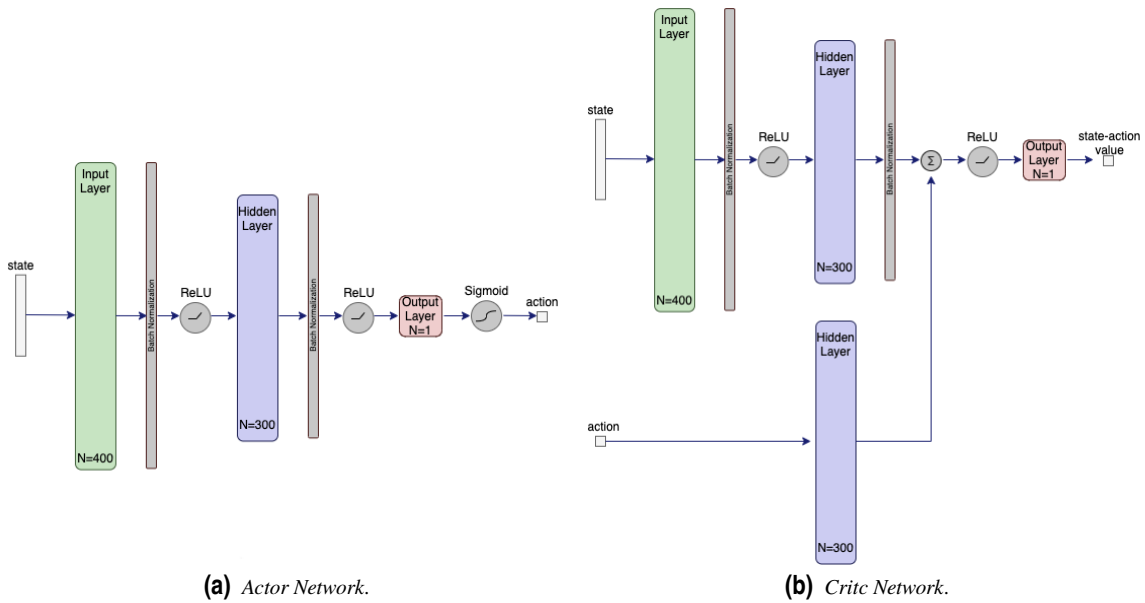 state
Input
Layer
N=400
Batch Normalization
ReLU
Hidden
Layer
N=300
Batch Normalization
ReLU
Output
Layer
N=1
Sigmoid
action
(a) Actor Network.
state
Input
Layer
N=400
Batch Normalization
ReLU
Hidden
Layer
N=300
Batch Normalization
Σ
ReLU
Output
Layer
N=1
state-action
value
action
Hidden
Layer
N=300
(b) Critc Network.